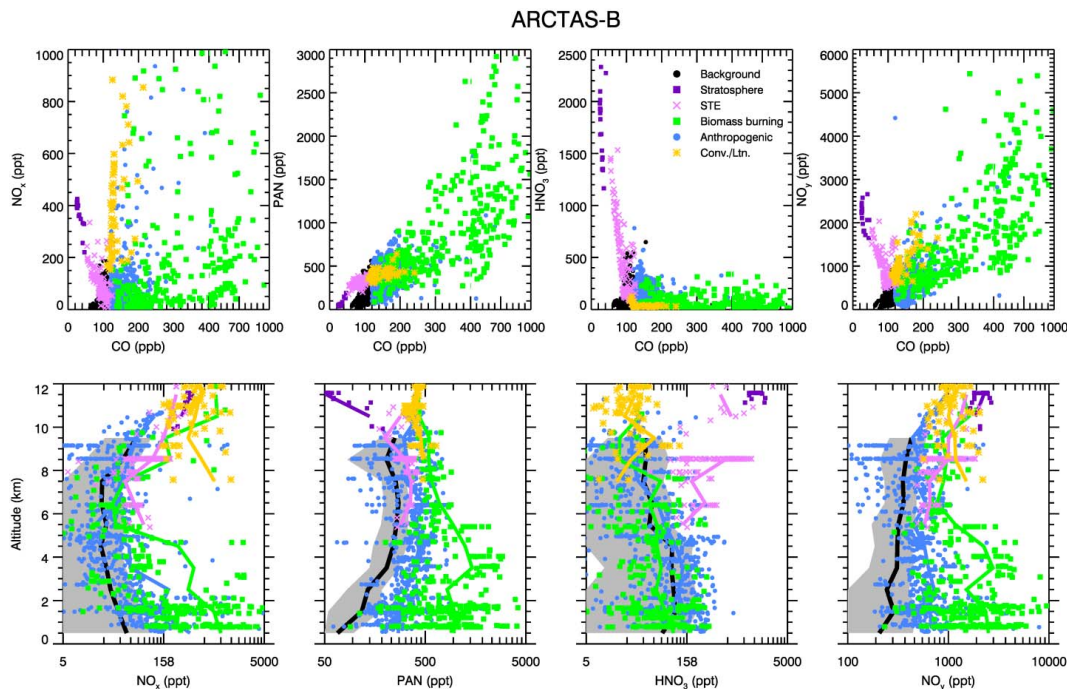 ARCTAS-B
NOx (ppt)
1000
800
600
400
200
0
0 100 200 300 400 700 1000
CO (ppb)
PAN (ppt)
3000
2500
2000
1500
1000
500
0
0 100 200 300 400 700 1000
CO (ppb)
HNO3 (ppt)
2500
2000
1500
1000
500
0
0 100 200 300 400 700 1000
CO (ppb)
Background
Stratosphere
STE
Biomass burning
Anthropogenic
Conv./Ltn.
NOy (ppt)
6000
5000
4000
3000
2000
1000
0
0 100 200 300 400 700 1000
CO (ppb)
Altitude (km)
12
10
8
6
4
2
0
5 158 5000
NOx (ppt)
50 500
PAN (ppt)
5 158 5000
HNO3 (ppt)
100 1000 10000
NOy (ppt)